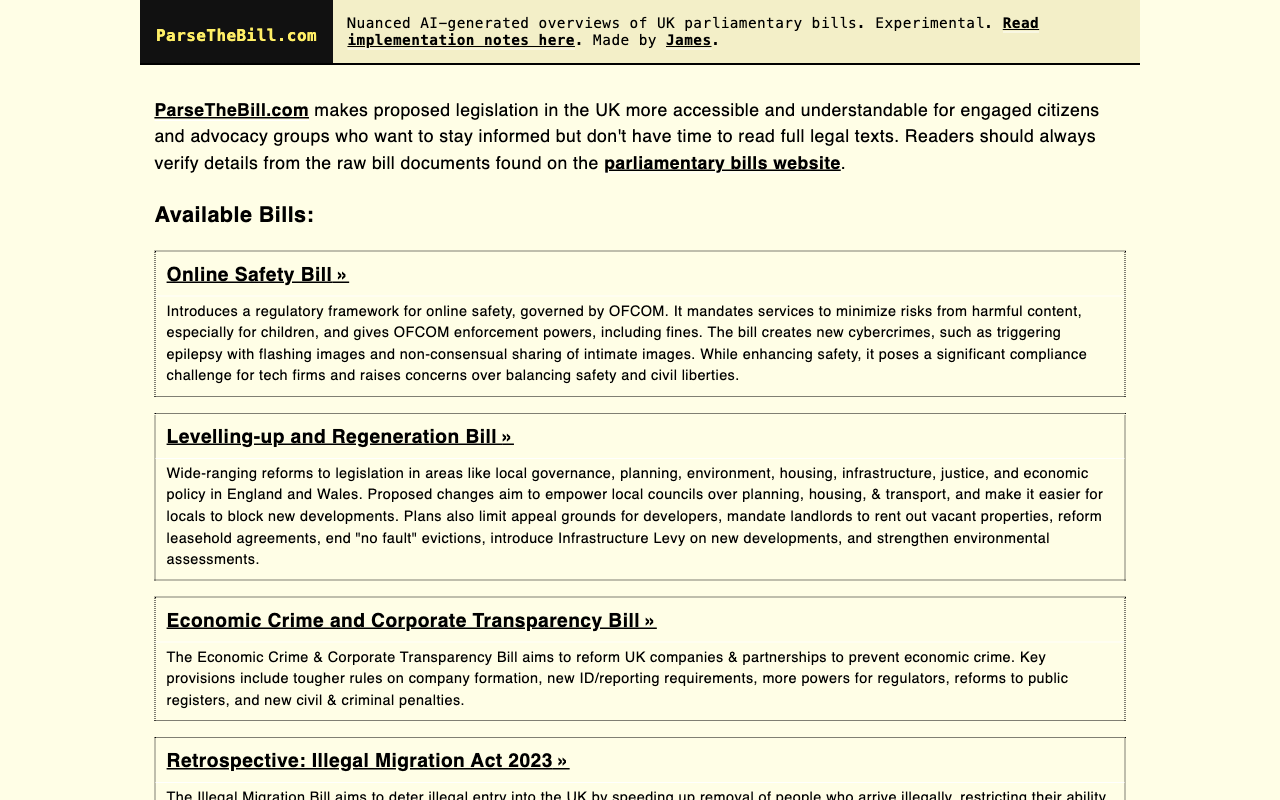 ParseTheBill.com
Nuanced AI–generated overviews of UK parliamentary bills. Experimental. Read
implementation notes here. Made by James.
ParseTheBill.com makes proposed legislation in the UK more accessible and understandable for engaged citizens
and advocacy groups who want to stay informed but don't have time to read full legal texts. Readers should always
verify details from the raw bill documents found on the parliamentary bills website.
Available Bills:
Online Safety Bill »
Introduces a regulatory framework for online safety, governed by OFCOM. It mandates services to minimize risks from harmful content,
especially for children, and gives OFCOM enforcement powers, including fines. The bill creates new cybercrimes, such as triggering
epilepsy with flashing images and non-consensual sharing of intimate images. While enhancing safety, it poses a significant compliance
challenge for tech firms and raises concerns over balancing safety and civil liberties.
Levelling-up and Regeneration Bill »
Wide-ranging reforms to legislation in areas like local governance, planning, environment, housing, infrastructure, justice, and economic
policy in England and Wales. Proposed changes aim to empower local councils over planning, housing, & transport, and make it easier for
locals to block new developments. Plans also limit appeal grounds for developers, mandate landlords to rent out vacant properties, reform
leasehold agreements, end "no fault" evictions, introduce Infrastructure Levy on new developments, and strengthen environmental
assessments.
Economic Crime and Corporate Transparency Bill »
The Economic Crime & Corporate Transparency Bill aims to reform UK companies & partnerships to prevent economic crime. Key
provisions include tougher rules on company formation, new ID/reporting requirements, more powers for regulators, reforms to public
registers, and new civil & criminal penalties.
Retrospective: Illegal Migration Act 2023 »
The Illegal Migration Bill aims to deter illegal entry into the UK by speeding up removal of people who arrive illegally, restricting their ability